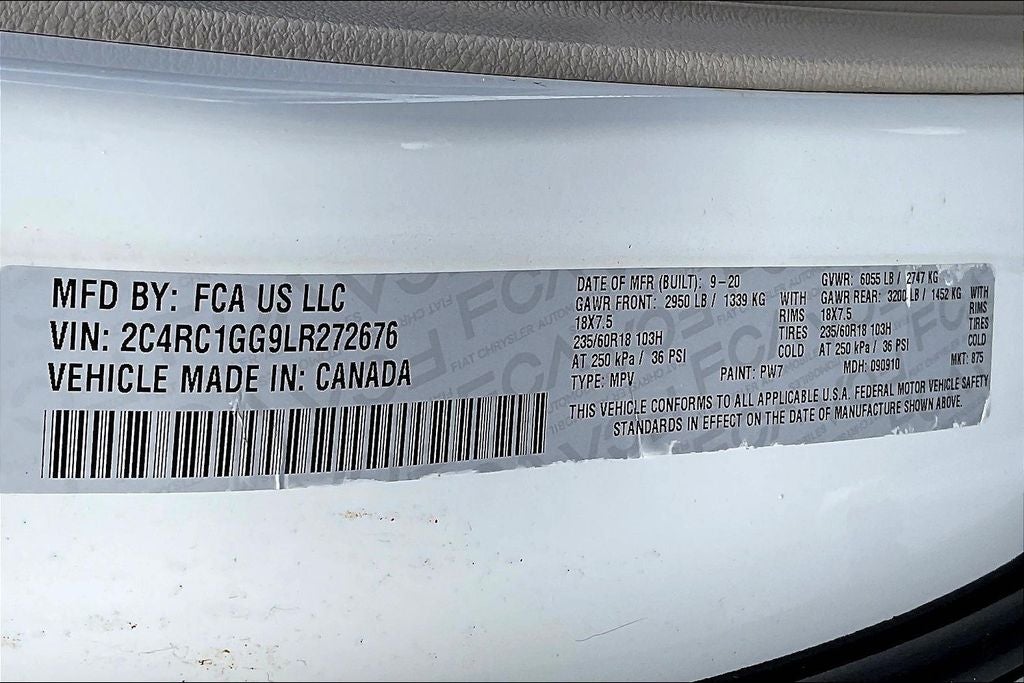 MFD BY: FCA US LLC
VIN: 2C4RC1GG9LR272676
VEHICLE MADE IN: CANADA
DATE OF MFR (BUILT): 9-20 GVWR: 6055 LB / 2747 KG
GAWR FRONT: 2950 LB / 1339 KG WITH GAWR REAR: 3200 LB / 1452 KG WITH
18X7.5 RIMS 18X7.5 RIMS
235/60R18 103H TIRES 235/60R18 103H TIRES
AT 250 kPa / 36 PSI COLD AT 250 kPa / 36 PSI COLD
TYPE: MPV PAINT: PW7 MDH: 090910 MKT: 875
THIS VEHICLE CONFORMS TO ALL APPLICABLE U.S.A. FEDERAL MOTOR VEHICLE SAFETY
STANDARDS IN EFFECT ON THE DATE OF MANUFACTURE SHOWN ABOVE.